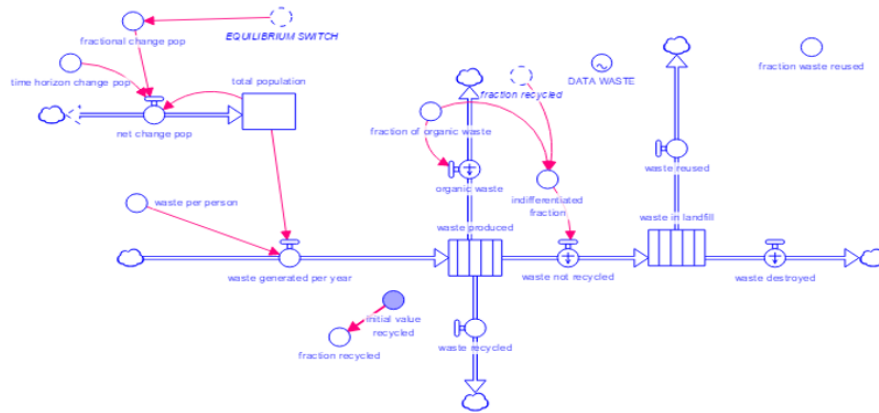 fractional change pop
EQUILIBRIUM SWITCH
time horizon change pop
total population
net change pop
DATA WASTE
fraction waste reused
fraction recycled
fraction of organic waste
organic waste
indifferentiated
fraction
waste reused
waste per person
waste produced
waste in landfill
waste generated per year
waste not recycled
waste destroyed
initial value
recycled
fraction recycled
waste recycled